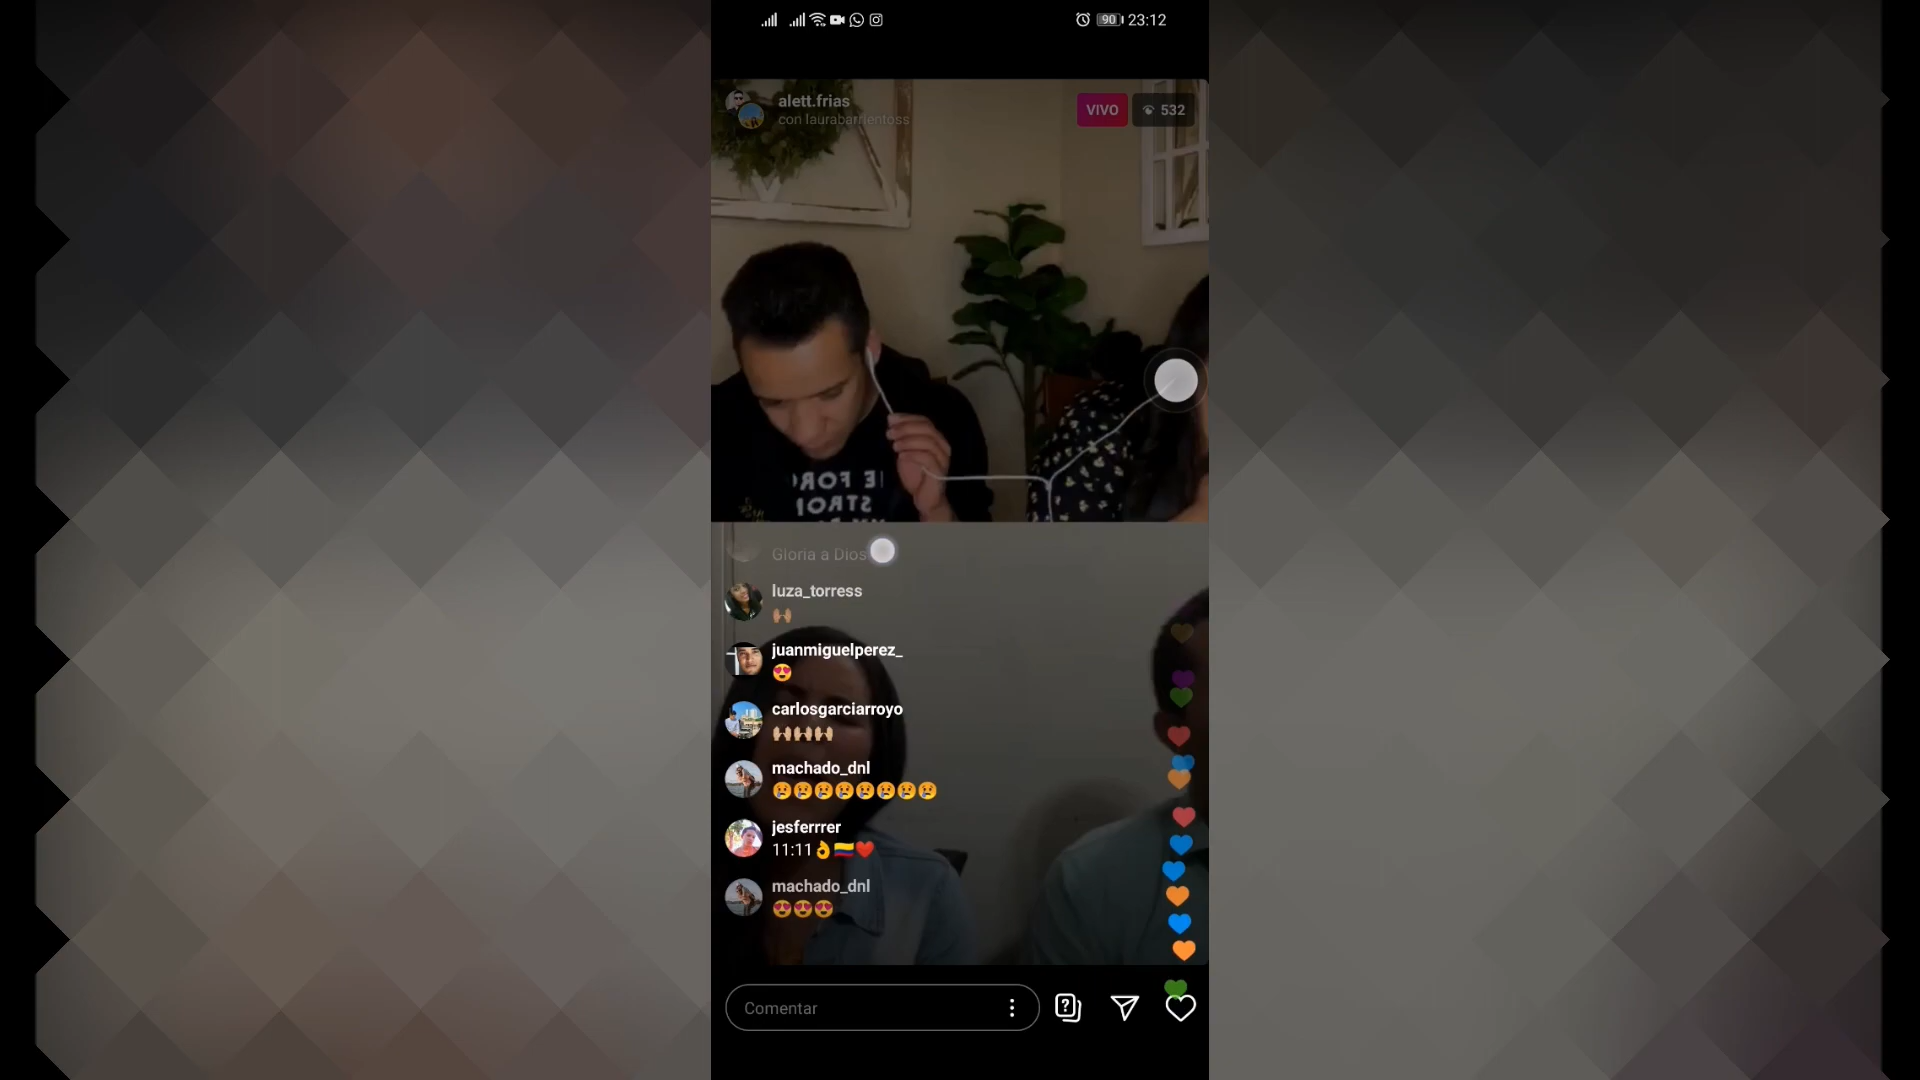 90 23:12
alett.frias
con laurabarrientoss
VIVO 532
Gloria a Dios
luza_torress
juanmiguelperez_
carlosgarciarroyo
machado_dnl
jesferrrer
11:11
machado_dnl
Comentar